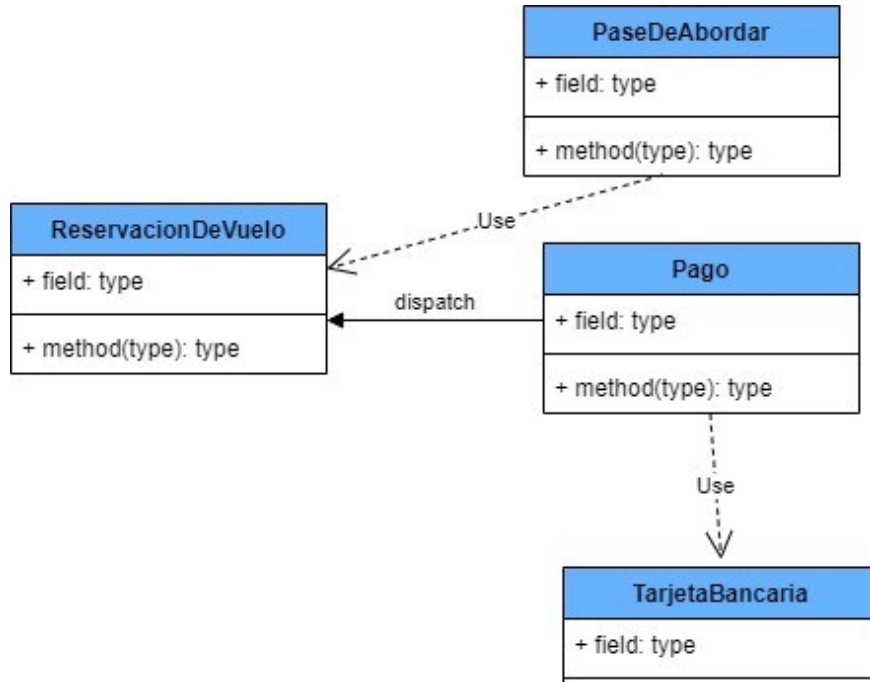 PaseDeAbordar
+ field: type
+ method(type): type
Use
ReservacionDeVuelo
+ field: type
+ method(type): type
dispatch
Pago
+ field: type
+ method(type): type
Use
TarjetaBancaria
+ field: type